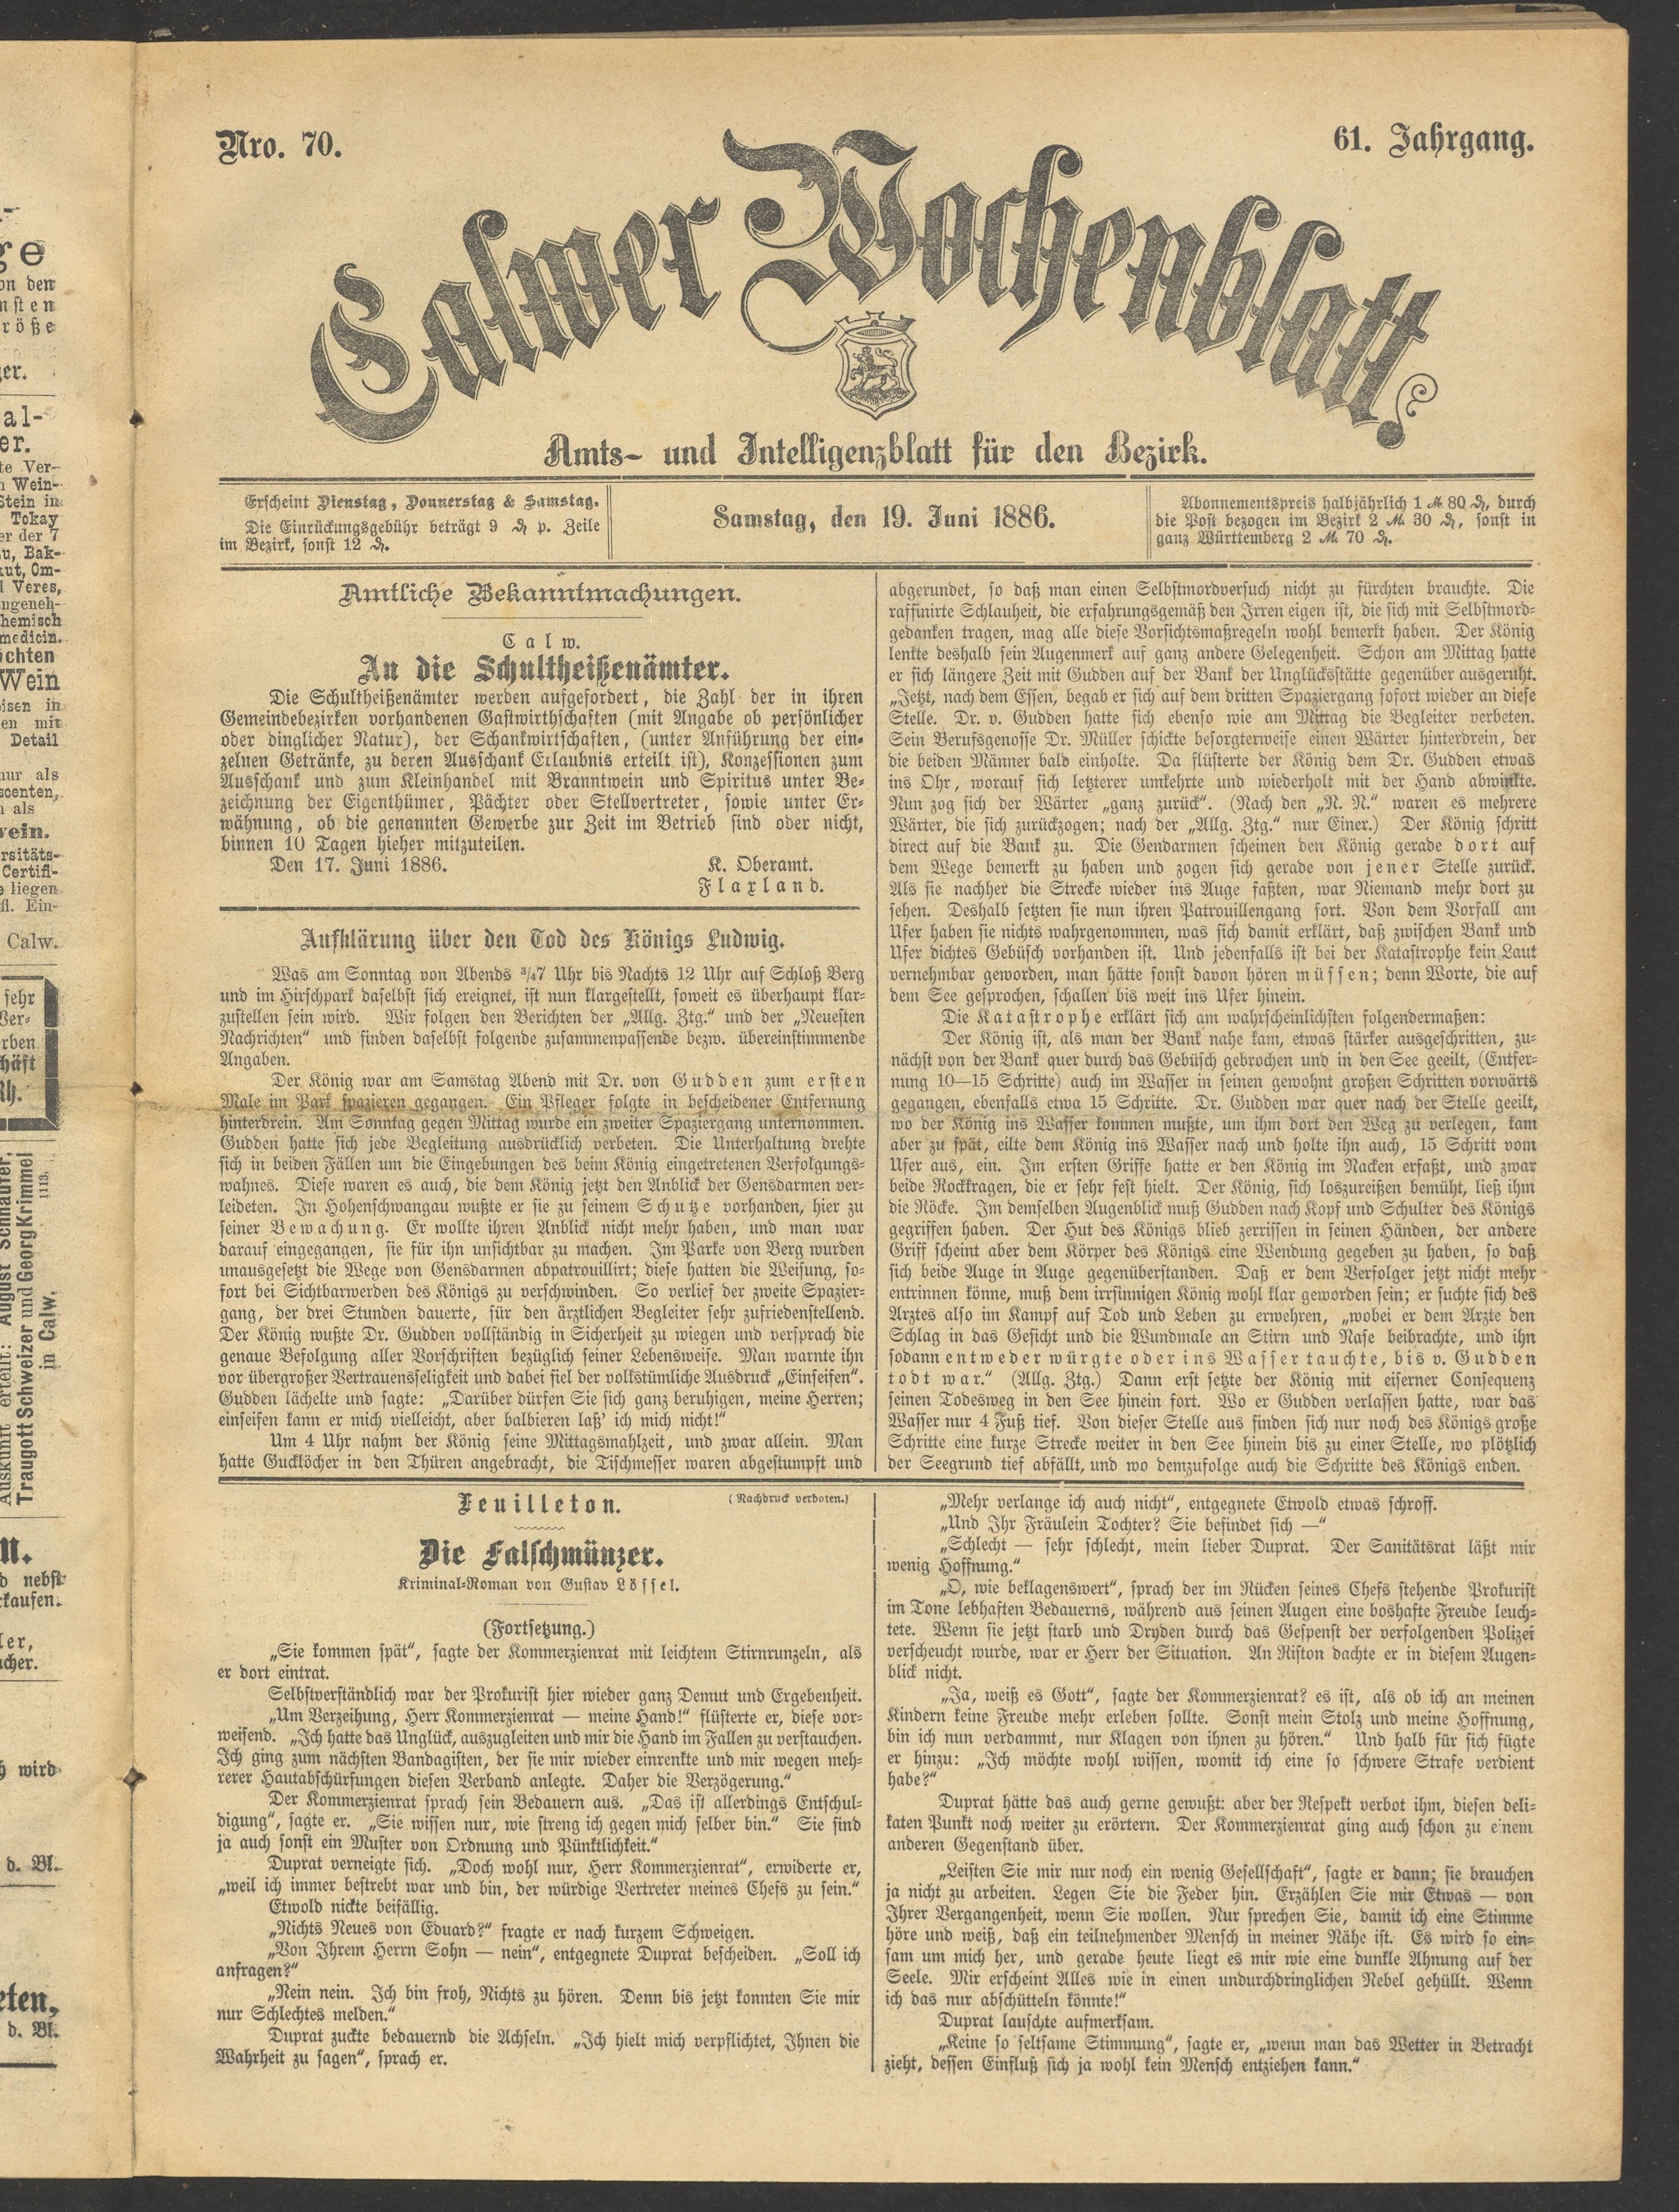 Nro. 70.
61. Jahrgang.
Calwer Wochenblatt
Amts- und Intelligenzblatt für den Bezirk.
Erscheint Dienstag, Donnerstag & Samstag.
Die Einrückungsgebühr beträgt 9 ₰ p. Zeile
im Bezirk, sonst 12 ₰.
Samstag, den 19. Juni 1886.
Abonnementspreis halbjährlich 1 ℳ 80 ₰, durch
die Post bezogen im Bezirk 2 ℳ 30 ₰, sonst in
ganz Württemberg 2 ℳ 70 ₰.
Amtliche Bekanntmachungen.
Calw.
An die Schultheißenämter.
Die Schultheißenämter werden aufgefordert, die Zahl der in ihren
Gemeindebezirken vorhandenen Gastwirthschaften (mit Angabe ob persönlicher
oder dinglicher Natur), der Schankwirtschaften, (unter Anführung der ein-
zelnen Getränke, zu deren Ausschank Erlaubnis erteilt ist), Konzessionen zum
Ausschank und zum Kleinhandel mit Branntwein und Spiritus unter Be-
zeichnung der Eigenthümer, Pächter oder Stellvertreter, sowie unter Er-
wähnung, ob die genannten Gewerbe zur Zeit im Betrieb sind oder nicht,
binnen 10 Tagen hieher mitzuteilen.
Den 17. Juni 1886. K. Oberamt.
Flaxland.
Aufklärung über den Tod des Königs Ludwig.
Was am Sonntag von Abends ¾7 Uhr bis Nachts 12 Uhr auf Schloß Berg
und im Hirschpark daselbst sich ereignet, ist nun klargestellt, soweit es überhaupt klar-
zustellen sein wird. Wir folgen den Berichten der „Allg. Ztg.“ und der „Neuesten
Nachrichten“ und finden daselbst folgende zusammenpassende bezw. übereinstimmende
Angaben.
Der König war am Samstag Abend mit Dr. von Gudden zum ersten
Male im Park spazieren gegangen. Ein Pfleger folgte in bescheidener Entfernung
hinterdrein. Am Sonntag gegen Mittag wurde ein zweiter Spaziergang unternommen.
Gudden hatte sich jede Begleitung ausdrücklich verbeten. Die Unterhaltung drehte
sich in beiden Fällen um die Eingebungen des beim König eingetretenen Verfolgungs-
wahnes. Diese waren es auch, die dem König jetzt den Anblick der Gensdarmen ver-
leideten. In Hohenschwangau wußte er sie zu seinem Schutze vorhanden, hier zu
seiner Bewachung. Er wollte ihren Anblick nicht mehr haben, und man war
darauf eingegangen, sie für ihn unsichtbar zu machen. Im Parke von Berg wurden
unausgesetzt die Wege von Gensdarmen abpatrouillirt; diese hatten die Weisung, so-
fort bei Sichtbarwerden des Königs zu verschwinden. So verlief der zweite Spazier-
gang, der drei Stunden dauerte, für den ärztlichen Begleiter sehr zufriedenstellend.
Der König wußte Dr. Gudden vollständig in Sicherheit zu wiegen und versprach die
genaue Befolgung aller Vorschriften bezüglich seiner Lebensweise. Man warnte ihn
vor übergroßer Vertrauensseligkeit und dabei fiel der volkstümliche Ausdruck „Einseifen“.
Gudden lächelte und sagte: „Darüber dürfen Sie sich ganz beruhigen, meine Herren;
einseifen kann er mich vielleicht, aber balbieren laß’ ich mich nicht!“
Um 4 Uhr nahm der König seine Mittagsmahlzeit, und zwar allein. Man
hatte Gucklöcher in den Thüren angebracht, die Tischmesser waren abgestumpft und
abgerundet, so daß man einen Selbstmordversuch nicht zu fürchten brauchte. Die
raffinirte Schlauheit, die erfahrungsgemäß den Irren eigen ist, die sich mit Selbstmord-
gedanken tragen, mag alle diese Vorsichtsmaßregeln wohl bemerkt haben. Der König
lenkte deshalb sein Augenmerk auf ganz andere Gelegenheit. Schon am Mittag hatte
er sich längere Zeit mit Gudden auf der Bank der Unglücksstätte gegenüber ausgeruht.
„Jetzt, nach dem Essen, begab er sich auf dem dritten Spaziergang sofort wieder an diese
Stelle. Dr. v. Gudden hatte sich ebenso wie am Mittag die Begleiter verbeten.
Sein Berufsgenosse Dr. Müller schickte besorgterweise einen Wärter hinterdrein, der
die beiden Männer bald einholte. Da flüsterte der König dem Dr. Gudden etwas
ins Ohr, worauf sich letzterer umkehrte und wiederholt mit der Hand abwinkte.
Nun zog sich der Wärter „ganz zurück“. (Nach den „N. N.“ waren es mehrere
Wärter, die sich zurückzogen; nach der „Allg. Ztg.“ nur Einer.) Der König schritt
direct auf die Bank zu. Die Gendarmen scheinen den König gerade dort auf
dem Wege bemerkt zu haben und zogen sich gerade von jener Stelle zurück.
Als sie nachher die Strecke wieder ins Auge faßten, war Niemand mehr dort zu
sehen. Deshalb setzten sie nun ihren Patrouillengang fort. Von dem Vorfall am
Ufer haben sie nichts wahrgenommen, was sich damit erklärt, daß zwischen Bank und
Ufer dichtes Gebüsch vorhanden ist. Und jedenfalls ist bei der Katastrophe kein Laut
vernehmbar geworden, man hätte sonst davon hören müssen; denn Worte, die auf
dem See gesprochen, schallen bis weit ins Ufer hinein.
Die Katastrophe erklärt sich am wahrscheinlichsten folgendermaßen:
Der König ist, als man der Bank nahe kam, etwas stärker ausgeschritten, zu-
nächst von der Bank quer durch das Gebüsch gebrochen und in den See geeilt, (Entfer-
nung 10—15 Schritte) auch im Wasser in seinen gewohnt großen Schritten vorwärts
gegangen, ebenfalls etwa 15 Schritte. Dr. Gudden war quer nach der Stelle geeilt,
wo der König ins Wasser kommen mußte, um ihm dort den Weg zu verlegen, kam
aber zu spät, eilte dem König ins Wasser nach und holte ihn auch, 15 Schritt vom
Ufer aus, ein. Im ersten Griffe hatte er den König im Nacken erfaßt, und zwar
beide Rockkragen, die er sehr fest hielt. Der König, sich loszureißen bemüht, ließ ihm
die Röcke. Im demselben Augenblick muß Gudden nach Kopf und Schulter des Königs
gegriffen haben. Der Hut des Königs blieb zerrissen in seinen Händen, der andere
Griff scheint aber dem Körper des Königs eine Wendung gegeben zu haben, so daß
sich beide Auge in Auge gegenüberstanden. Daß er dem Verfolger jetzt nicht mehr
entrinnen könne, muß dem irrsinnigen König wohl klar geworden sein; er suchte sich des
Arztes also im Kampf auf Tod und Leben zu erwehren, „wobei er dem Arzte den
Schlag in das Gesicht und die Wundmale an Stirn und Nase beibrachte, und ihn
sodann entweder würgte oder ins Wasser tauchte, bis v. Gudden
todt war.“ (Allg. Ztg.) Dann erst setzte der König mit eiserner Consequenz
seinen Todesweg in den See hinein fort. Wo er Gudden verlassen hatte, war das
Wasser nur 4 Fuß tief. Von dieser Stelle aus finden sich nur noch des Königs große
Schritte eine kurze Strecke weiter in den See hinein bis zu einer Stelle, wo plötzlich
der Seegrund tief abfällt, und wo demzufolge auch die Schritte des Königs enden.
Feuilleton.
(Nachdruck verboten.)
Die Falschmünzer.
Kriminal-Roman von Gustav Lössel.
(Fortsetzung.)
„Sie kommen spät“, sagte der Kommerzienrat mit leichtem Stirnrunzeln, als
er dort eintrat.
Selbstverständlich war der Prokurist hier wieder ganz Demut und Ergebenheit.
„Um Verzeihung, Herr Kommerzienrat — meine Hand!“ flüsterte er, diese vor-
weisend. „Ich hatte das Unglück, auszugleiten und mir die Hand im Fallen zu verstauchen.
Ich ging zum nächsten Bandagisten, der sie mir wieder einrenkte und mir wegen meh-
rerer Hautabschürfungen diesen Verband anlegte. Daher die Verzögerung.“
Der Kommerzienrat sprach sein Bedauern aus. „Das ist allerdings Entschul-
digung“, sagte er. „Sie wissen nur, wie streng ich gegen mich selber bin.“ Sie sind
ja auch sonst ein Muster von Ordnung und Pünktlichkeit.“
Duprat verneigte sich. „Doch wohl nur, Herr Kommerzienrat“, erwiderte er,
„weil ich immer bestrebt war und bin, der würdige Vertreter meines Chefs zu sein.“
Etwold nickte beifällig.
„Nichts Neues von Eduard?“ fragte er nach kurzem Schweigen.
„Von Ihrem Herrn Sohn — nein“, entgegnete Duprat bescheiden. „Soll ich
anfragen?“
„Nein nein. Ich bin froh, Nichts zu hören. Denn bis jetzt konnten Sie mir
nur Schlechtes melden.“
Duprat zuckte bedauernd die Achseln. „Ich hielt mich verpflichtet, Ihnen die
Wahrheit zu sagen“, sprach er.
„Mehr verlange ich auch nicht“, entgegnete Etwold etwas schroff.
„Und Ihr Fräulein Tochter? Sie befindet sich —“
„Schlecht — sehr schlecht, mein lieber Duprat. Der Sanitätsrat läßt mir
wenig Hoffnung.“
„O, wie beklagenswert“, sprach der im Rücken seines Chefs stehende Prokurist
im Tone lebhaften Bedauerns, während aus seinen Augen eine boshafte Freude leuch-
tete. Wenn sie jetzt starb und Dryden durch das Gespenst der verfolgenden Polizei
verscheucht wurde, war er Herr der Situation. An Riston dachte er in diesem Augen-
blick nicht.
„Ja, weiß es Gott“, sagte der Kommerzienrat? es ist, als ob ich an meinen
Kindern keine Freude mehr erleben sollte. Sonst mein Stolz und meine Hoffnung,
bin ich nun verdammt, nur Klagen von ihnen zu hören.“ Und halb für sich fügte
er hinzu: „Ich möchte wohl wissen, womit ich eine so schwere Strafe verdient
habe?“
Duprat hätte das auch gerne gewußt: aber der Respekt verbot ihm, diesen deli-
katen Punkt noch weiter zu erörtern. Der Kommerzienrat ging auch schon zu einem
anderen Gegenstand über.
„Leisten Sie mir nur noch ein wenig Gesellschaft“, sagte er dann; sie brauchen
ja nicht zu arbeiten. Legen Sie die Feder hin. Erzählen Sie mir Etwas — von
Ihrer Vergangenheit, wenn Sie wollen. Nur sprechen Sie, damit ich eine Stimme
höre und weiß, daß ein teilnehmender Mensch in meiner Nähe ist. Es wird so ein-
sam um mich her, und gerade heute liegt es mir wie eine dunkle Ahnung auf der
Seele. Mir erscheint Alles wie in einen undurchdringlichen Nebel gehüllt. Wenn
ich das nur abschütteln könnte!“
Duprat lauschte aufmerksam.
„Keine so seltsame Stimmung“, sagte er, „wenn man das Wetter in Betracht
zieht, dessen Einfluß sich ja wohl kein Mensch entziehen kann.“